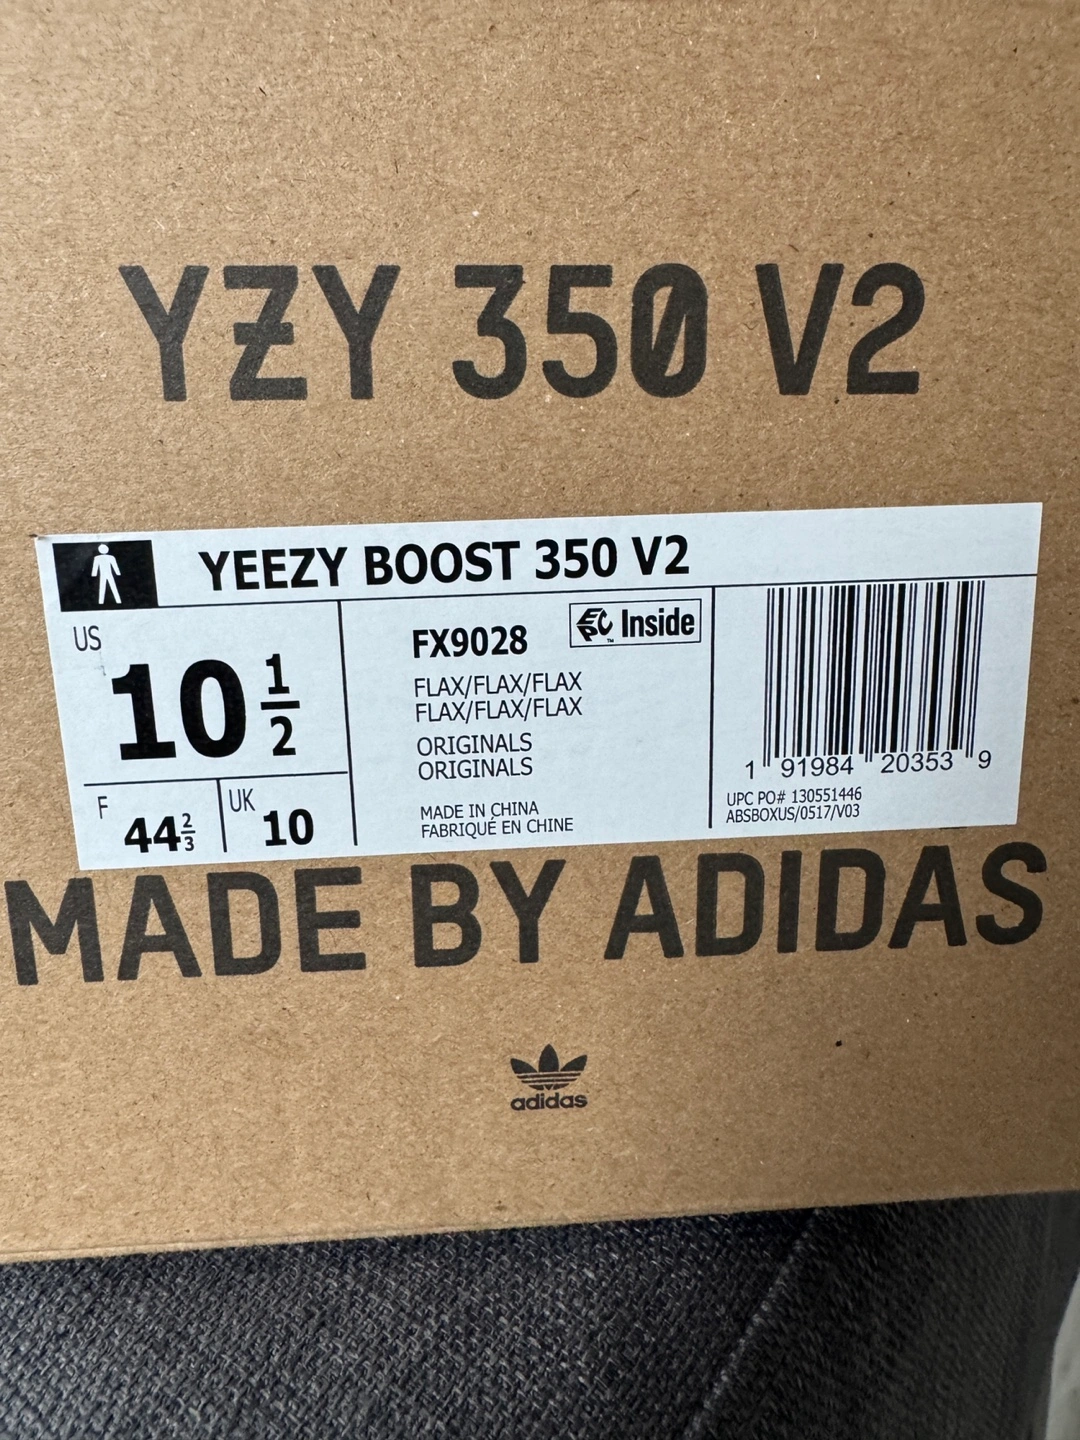 YZY 350 V2
YEEZY BOOST 350 V2
US
10 1/2
F
44 2/3
UK
10
FX9028
EPC Inside
™
FLAX/FLAX/FLAX
FLAX/FLAX/FLAX
ORIGINALS
ORIGINALS
MADE IN CHINA
FABRIQUÉ EN CHINE
1 91984 20353 9
UPC PO# 130551446
ABSBOXUS/0517/V03
MADE BY ADIDAS
adidas